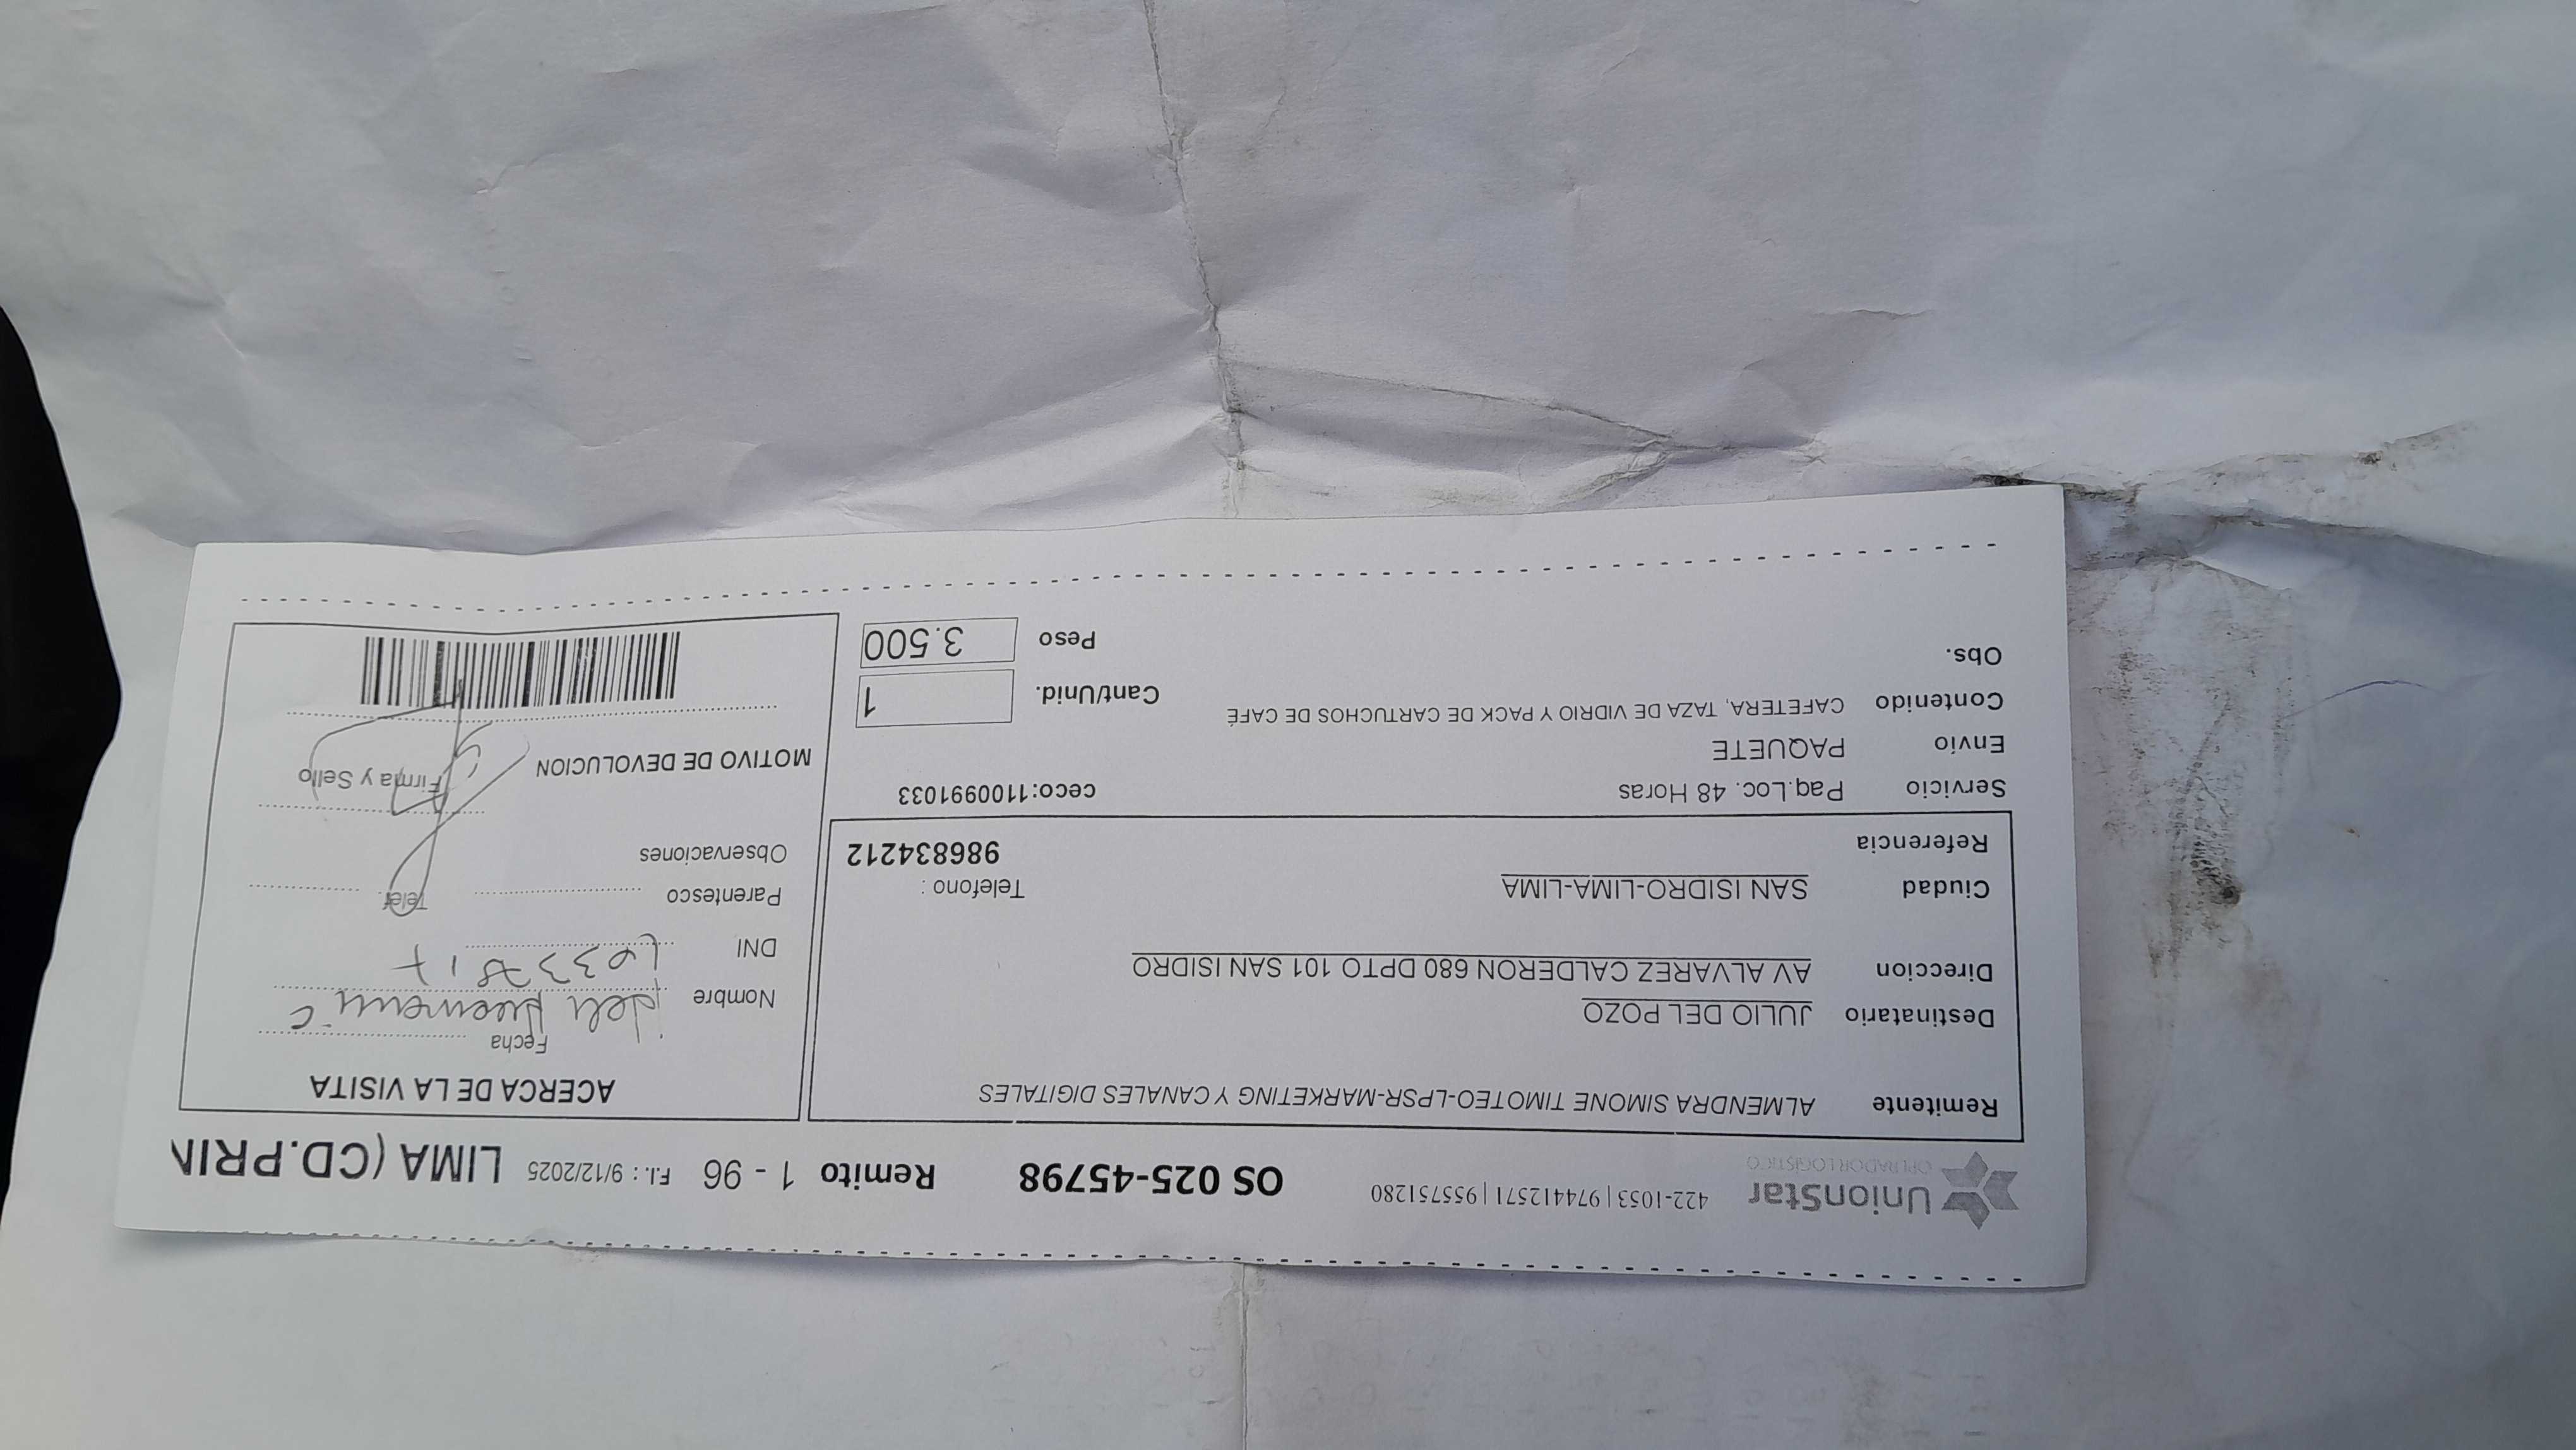 UnionStar
OPERADOR LOGISTICO
422-1053 | 974412571 | 955751280
OS 025-45798
Remito 1 - 96
F.I. : 9/12/2025
LIMA (CD.PRIN
Remitente ALMENDRA SIMONE TIMOTEO-LPSR-MARKETING Y CANALES DIGITALES
Destinatario JULIO DEL POZO
Direccion AV ALVAREZ CALDERON 680 DPTO 101 SAN ISIDRO
Ciudad SAN ISIDRO-LIMA-LIMA
Telefono :
Referencia
986834212
Servicio Paq.Loc. 48 Horas
ceco:1100991033
Envío PAQUETE
Contenido CAFETERA, TAZA DE VIDRIO Y PACK DE CARTUCHOS DE CAFÉ
Cant/Unid. 1
Obs.
Peso 3.500
ACERCA DE LA VISITA
Fecha
Nombre
DNI
Parentesco
Telef
Observaciones
MOTIVO DE DEVOLUCION
Firma y Sello